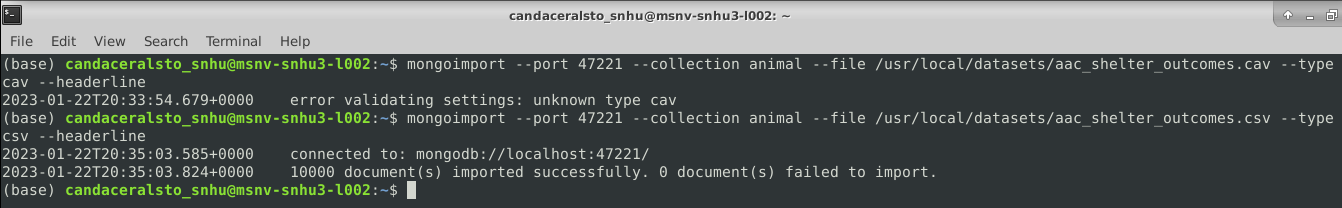 candaceralsto_snhu@msnv-snhu3-l002: ~
File Edit View Search Terminal Help
(base) candaceralsto_snhu@msnv-snhu3-l002:~$ mongoimport --port 47221 --collection animal --file /usr/local/datasets/aac_shelter_outcomes.cav --type
cav --headerline
2023-01-22T20:33:54.679+0000    error validating settings: unknown type cav
(base) candaceralsto_snhu@msnv-snhu3-l002:~$ mongoimport --port 47221 --collection animal --file /usr/local/datasets/aac_shelter_outcomes.csv --type
csv --headerline
2023-01-22T20:35:03.585+0000    connected to: mongodb://localhost:47221/
2023-01-22T20:35:03.824+0000    10000 document(s) imported successfully. 0 document(s) failed to import.
(base) candaceralsto_snhu@msnv-snhu3-l002:~$